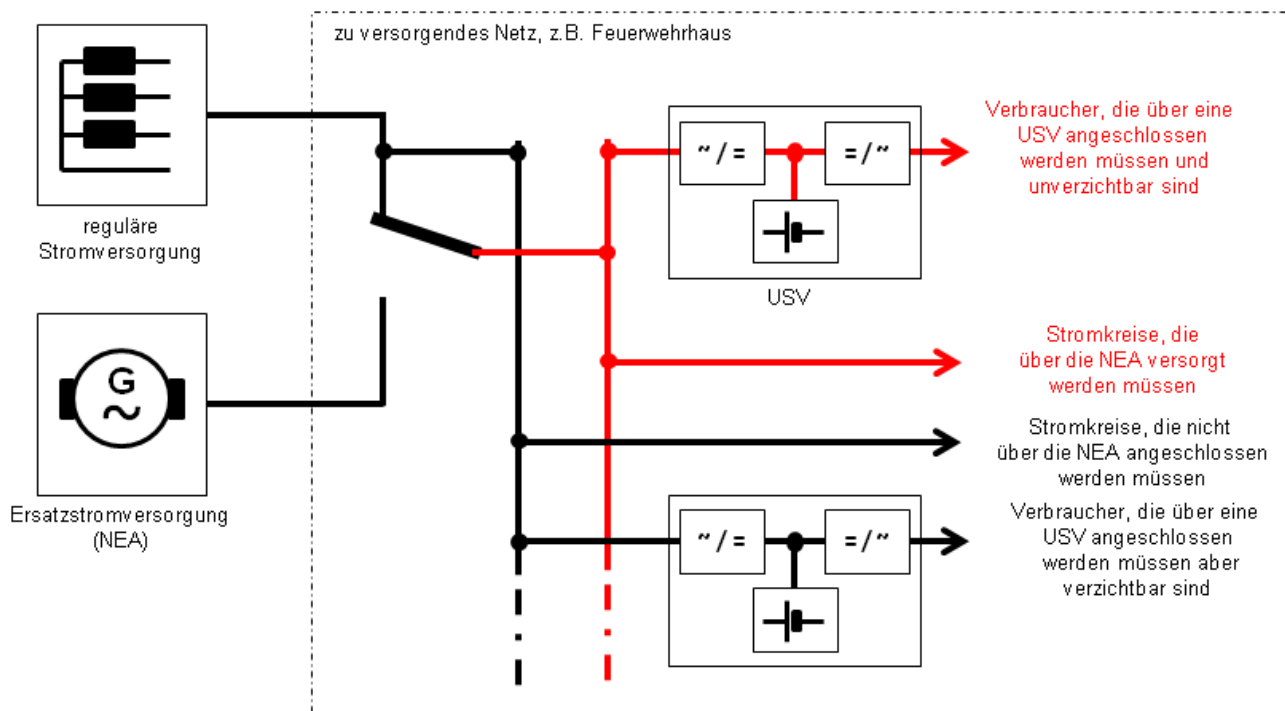 zu versorgendes Netz, z.B. Feuerwehrhaus
reguläre
Stromversorgung
G
~
Ersatzstromversorgung
(NEA)
~/=
=/~
USV
Verbraucher, die über eine
USV angeschlossen
werden müssen und
unverzichtbar sind
Stromkreise, die
über die NEA versorgt
werden müssen
Stromkreise, die nicht
über die NEA angeschlossen
werden müssen
~/=
=/~
Verbraucher, die über eine
USV angeschlossen
werden müssen aber
verzichtbar sind